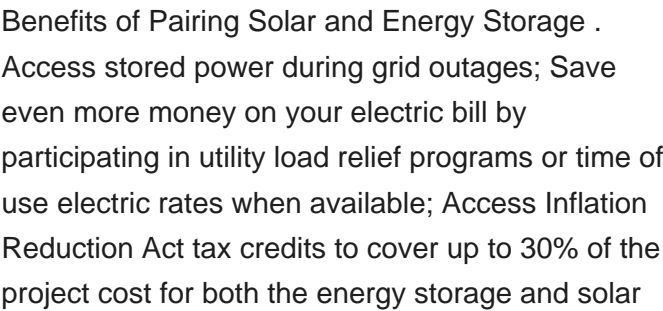 Benefits of Pairing Solar and Energy Storage .
Access stored power during grid outages; Save
even more money on your electric bill by
participating in utility load relief programs or time of
use electric rates when available; Access Inflation
Reduction Act tax credits to cover up to 30% of the
project cost for both the energy storage and solar